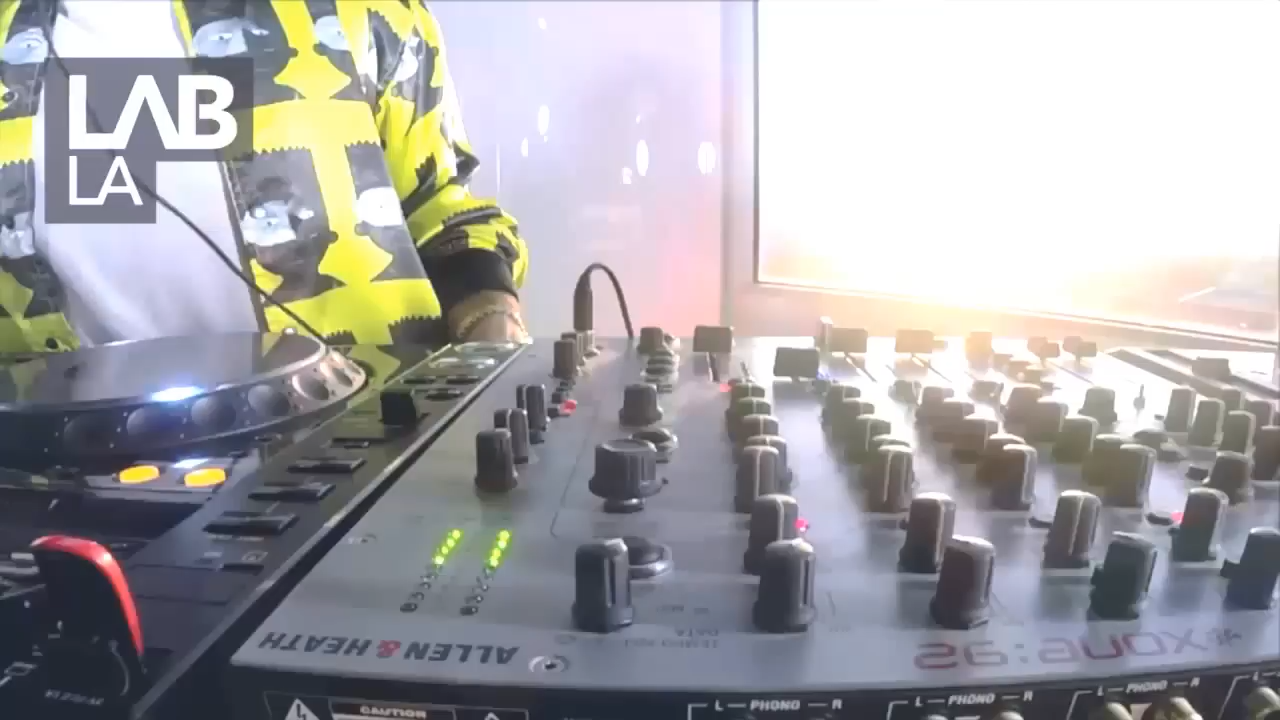 LAB
LA
ALLEN & HEATH
XONE:92
CAUTION
L — PHONO — R
L — PHONO — R
L — PHONO — R